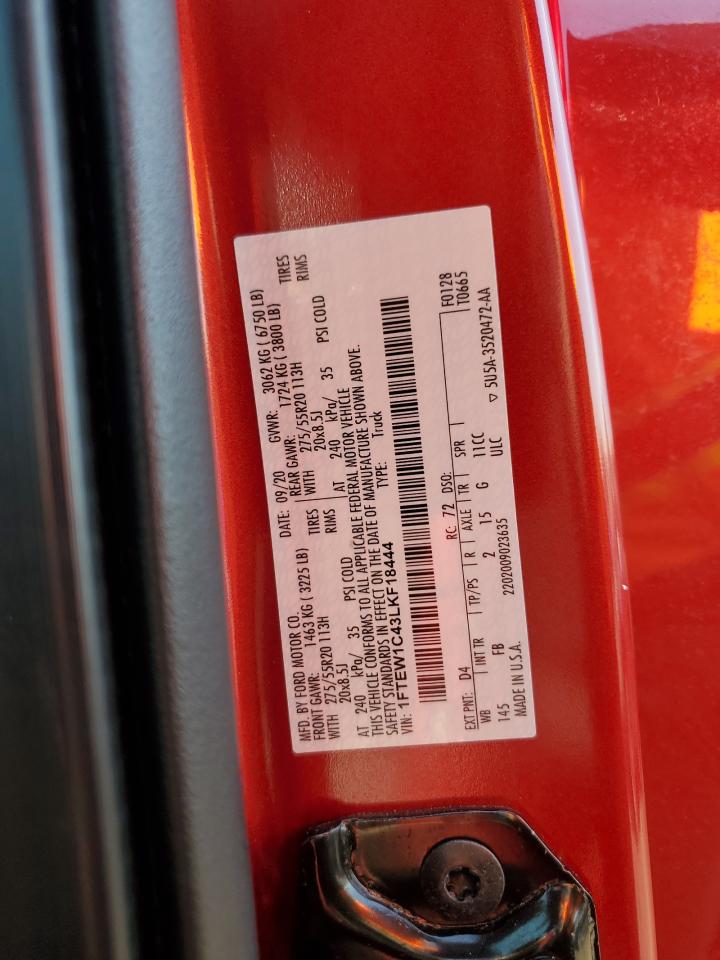 MFD. BY FORD MOTOR CO. DATE: 09/20 GVWR: 3062 KG ( 6750 LB)
FRONT GAWR: 1463 KG ( 3225 LB) REAR GAWR: 1724 KG ( 3800 LB)
WITH 275/55R20 113H TIRES WITH 275/55R20 113H TIRES
20x8.5J RIMS 20x8.5J RIMS
AT 240 kPa/ 35 PSI COLD AT 240 kPa/ 35 PSI COLD
THIS VEHICLE CONFORMS TO ALL APPLICABLE FEDERAL MOTOR VEHICLE
SAFETY STANDARDS IN EFFECT ON THE DATE OF MANUFACTURE SHOWN ABOVE.
VIN: 1FTEW1C43LKF18444 TYPE: Truck
F0128
EXT PNT: D4 RC: 72 DSO: T0665
WB INT TR TP/PS R AXLE TR SPR
145 FB 2 15 G 11CC
MADE IN U.S.A. 2202009023635 ULC ▽ 5U5A-3520472-AA